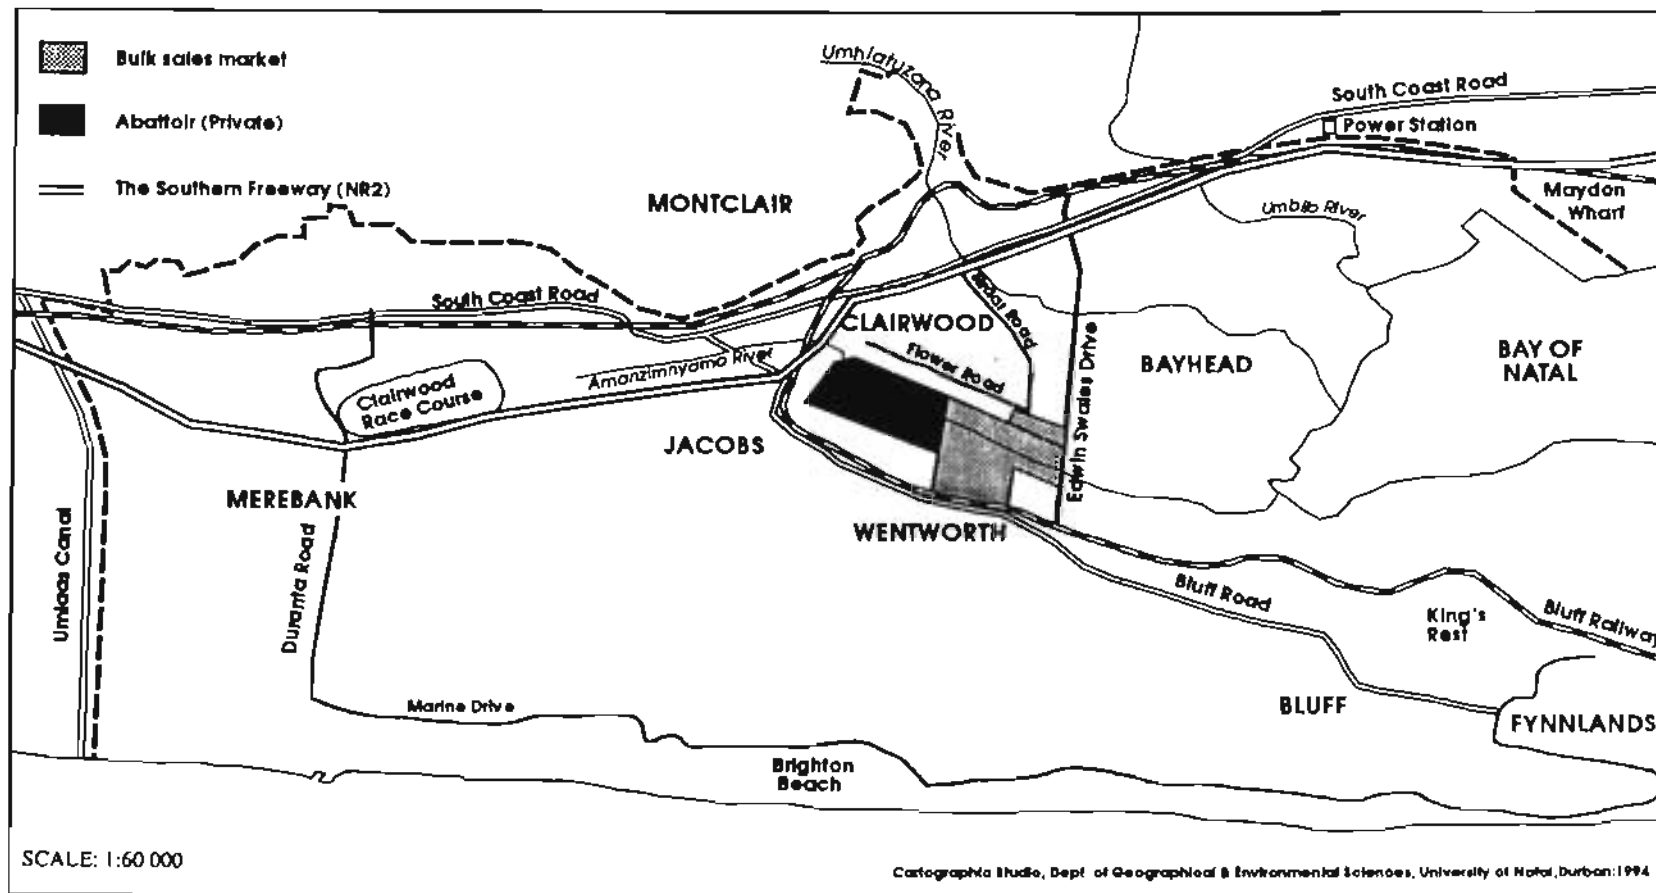 Bulk sales market
Abattoir (Private)
The Southern Freeway (NR2)
Umhlatuzana River
South Coast Road
Power Station
MONTCLAIR
Maydon
Wharf
Umbilo River
South Coast Road
CLAIRWOOD
Road
Flower Road
Edwin Swales Drive
BAYHEAD
BAY OF
NATAL
Amanzimnyama River
Clairwood
Race Course
JACOBS
MEREBANK
WENTWORTH
Umlaas Canal
Duranta Road
Bluff Road
King's
Rest
Bluff Railway
BLUFF
FYNNLANDS
Marine Drive
Brighton
Beach
SCALE: 1:60 000
Cartographic Studio, Dept. of Geographical & Environmental Sciences, University of Natal, Durban:1994